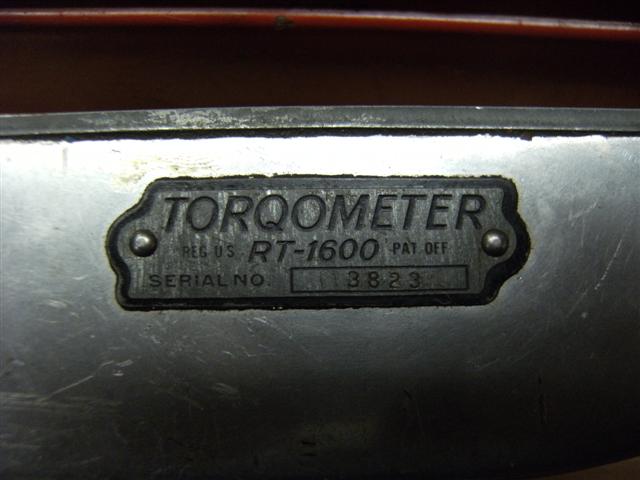 TORQOMETER
REG U.S. RT-1600 PAT OFF
SERIAL NO. 3823